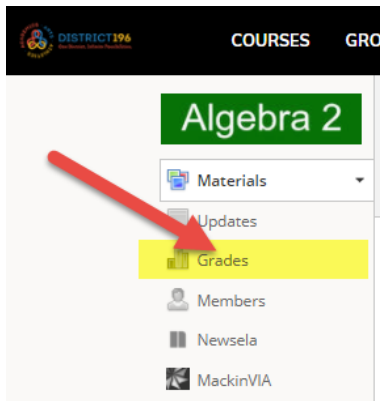 DISTRICT196
COURSES GRO
Algebra 2
Materials
Updates
Grades
Members
Newsela
MackinVIA